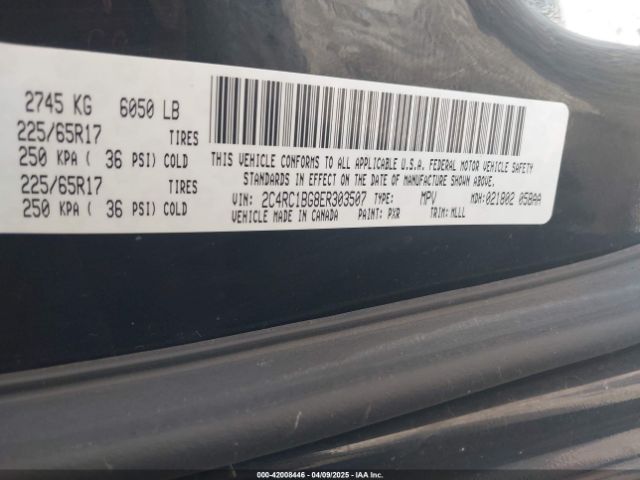 2745 KG 6050 LB
225/65R17 TIRES
250 KPA ( 36 PSI) COLD
225/65R17 TIRES
250 KPA ( 36 PSI) COLD
THIS VEHICLE CONFORMS TO ALL APPLICABLE U.S.A. FEDERAL MOTOR VEHICLE SAFETY
STANDARDS IN EFFECT ON THE DATE OF MANUFACTURE SHOWN ABOVE.
VIN: 2C4RC1BG8ER303507 TYPE: MPV MDH:021802 05BAA
VEHICLE MADE IN CANADA PAINT: PXR TRIM:MLLL
000-42008446 - 04/09/2025 - IAA Inc.